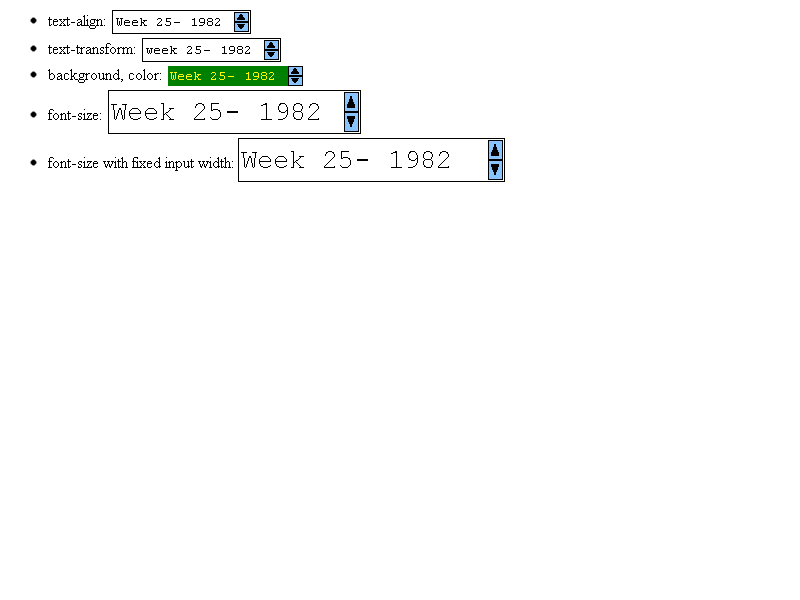 text-align: Week 25- 1982
text-transform: week 25- 1982
background, color: Week 25- 1982
font-size: Week 25- 1982
font-size with fixed input width: Week 25- 1982